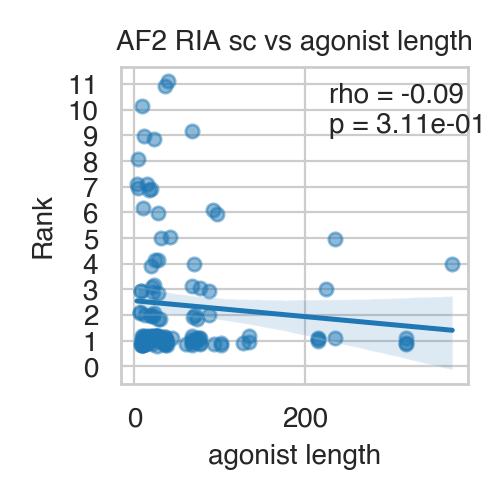 AF2 RIA sc vs agonist length
rho = -0.09
p = 3.11e-01
Rank
11
10
9
8
7
6
5
4
3
2
1
0
0
200
agonist length